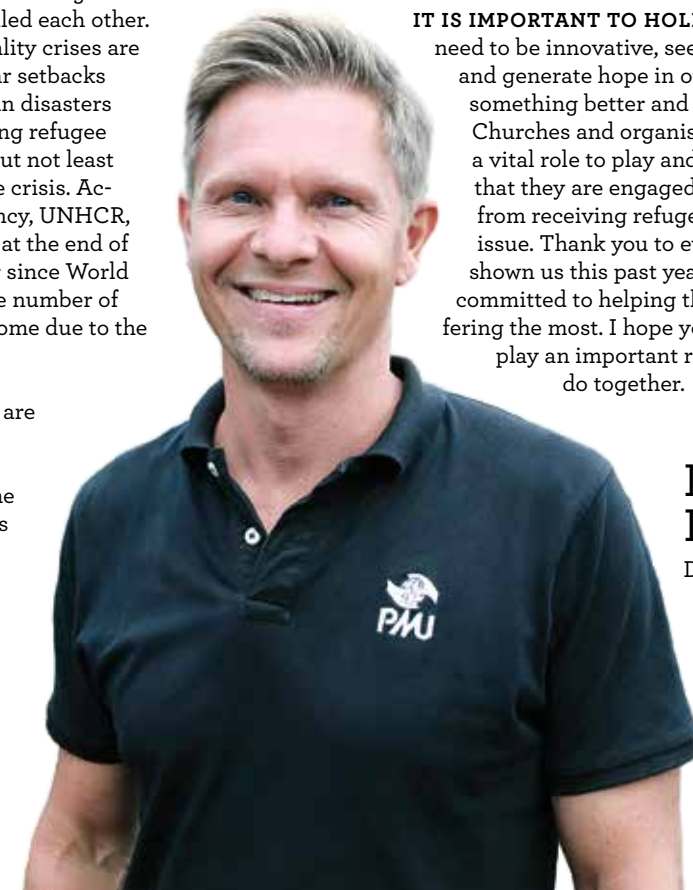 led each other.
ality crises are
ar setbacks
in disasters
ng refugee
ut not least
e crisis. Ac-
ncy, UNHCR,
at the end of
since World
e number of
ome due to the
are
ne
s
IT IS IMPORTANT TO HOL
need to be innovative, see
and generate hope in o
something better and
Churches and organis
a vital role to play and
that they are engaged
from receiving refuge
issue. Thank you to e
shown us this past yea
committed to helping th
fering the most. I hope yo
play an important r
do together.
D
PMU